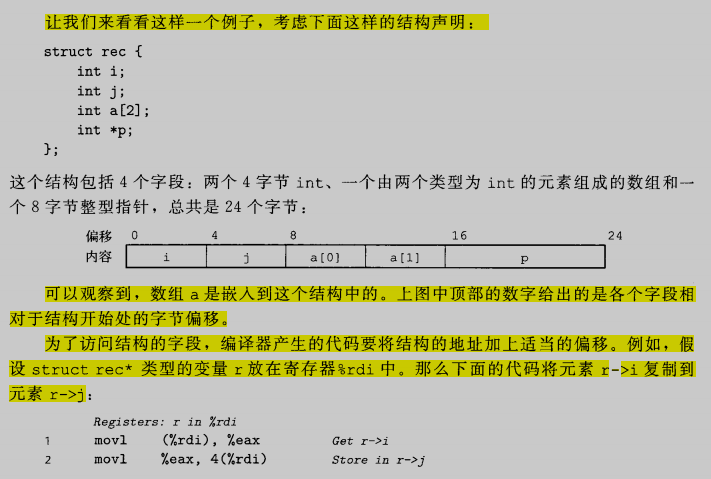 让我们来看看这样一个例子，考虑下面这样的结构声明：
struct rec {
    int i;
    int j;
    int a[2];
    int *p;
};
这个结构包括 4 个字段：两个 4 字节 int、一个由两个类型为 int 的元素组成的数组和一
个 8 字节整型指针，总共是 24 个字节：
偏移 0 4 8 16 24
内容 i j a[0] a[1] p
可以观察到，数组 a 是嵌入到这个结构中的。上图中顶部的数字给出的是各个字段相
对于结构开始处的字节偏移。
为了访问结构的字段，编译器产生的代码要将结构的地址加上适当的偏移。例如，假
设 struct rec* 类型的变量 r 放在寄存器%rdi 中。那么下面的代码将元素 r->i 复制到
元素 r->j：
Registers: r in %rdi
1 movl (%rdi), %eax Get r->i
2 movl %eax, 4(%rdi) Store in r->j